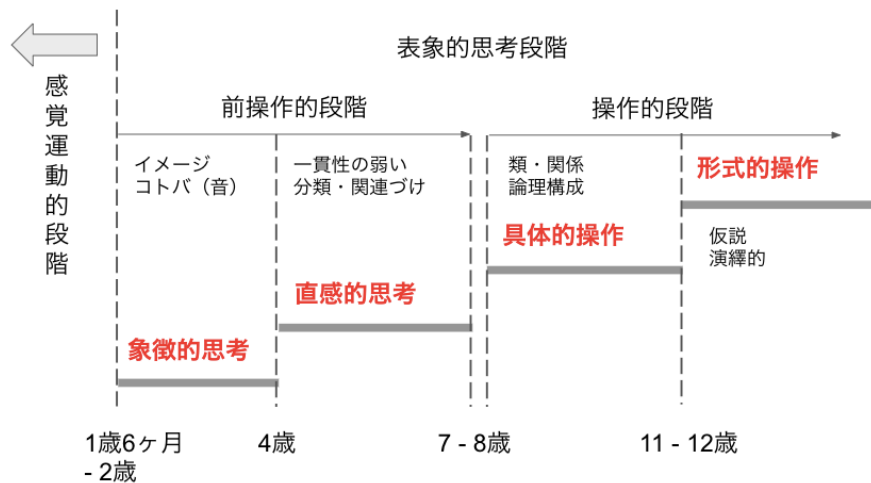 表象的思考段階
感覚運動的段階
前操作的段階
操作的段階
イメージ
コトバ（音）
一貫性の弱い
分類・関連づけ
類・関係
論理構成
形式的操作
具体的操作
仮説
演繹的
直感的思考
象徴的思考
1歳6ヶ月
- 2歳
4歳
7 - 8歳
11 - 12歳